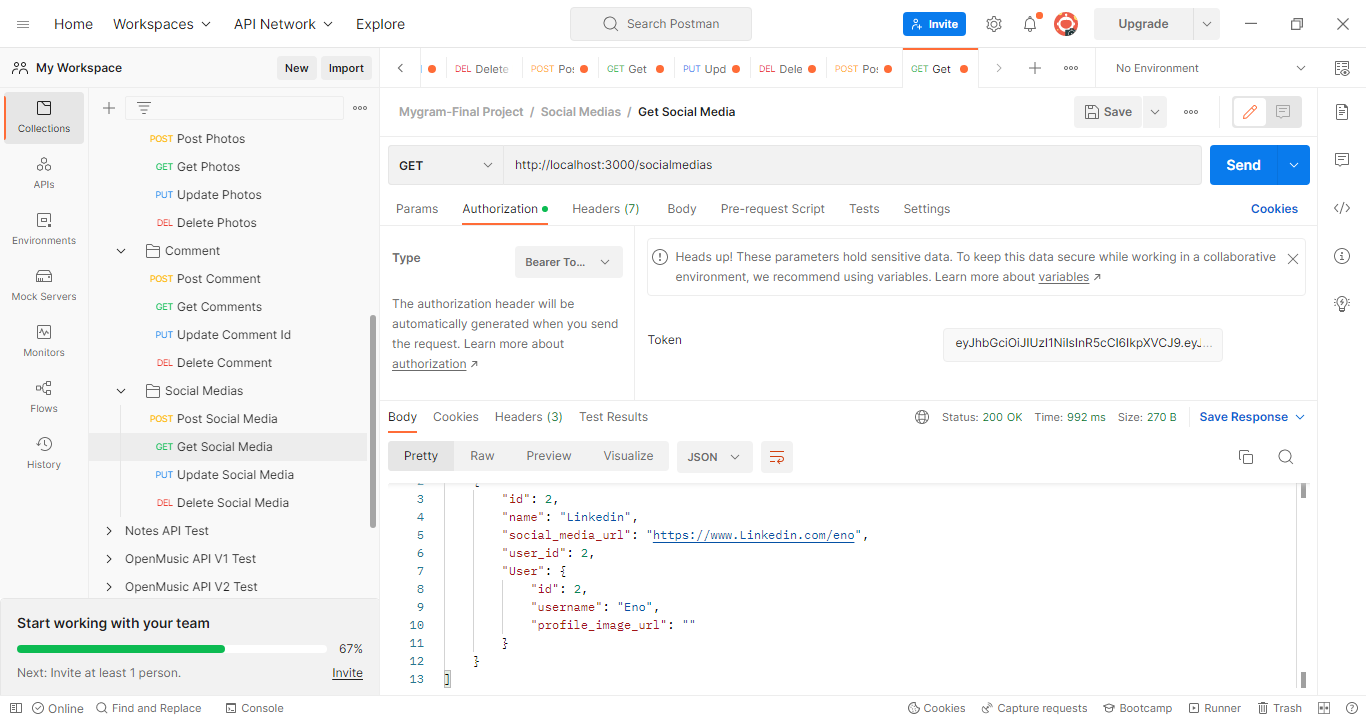 Home Workspaces API Network Explore Search Postman Invite Upgrade
My Workspace New Import
DEL Delete POST Pos GET Get PUT Upd DEL Dele POST Pos GET Get No Environment
Collections
APIs
Environments
Mock Servers
Monitors
Flows
History
POST Post Photos
GET Get Photos
PUT Update Photos
DEL Delete Photos
Comment
POST Post Comment
GET Get Comments
PUT Update Comment Id
DEL Delete Comment
Social Medias
POST Post Social Media
GET Get Social Media
PUT Update Social Media
DEL Delete Social Media
Notes API Test
OpenMusic API V1 Test
OpenMusic API V2 Test
Start working with your team
67%
Next: Invite at least 1 person. Invite
Mygram-Final Project / Social Medias / Get Social Media Save
GET http://localhost:3000/socialmedias Send
Params Authorization Headers (7) Body Pre-request Script Tests Settings Cookies
Type Bearer To...
The authorization header will be
automatically generated when you send
the request. Learn more about
authorization ↗
Heads up! These parameters hold sensitive data. To keep this data secure while working in a collaborative
environment, we recommend using variables. Learn more about variables ↗
Token eyJhbGciOiJIUzI1NiIsInR5cCI6IkpXVCJ9.eyJ...
Body Cookies Headers (3) Test Results Status: 200 OK Time: 992 ms Size: 270 B Save Response
Pretty Raw Preview Visualize JSON
2 {
3 "id": 2,
4 "name": "Linkedin",
5 "social_media_url": "https://www.Linkedin.com/eno",
6 "user_id": 2,
7 "User": {
8 "id": 2,
9 "username": "Eno",
10 "profile_image_url": ""
11 }
12 }
13 ]
Online Find and Replace Console Cookies Capture requests Bootcamp Runner Trash